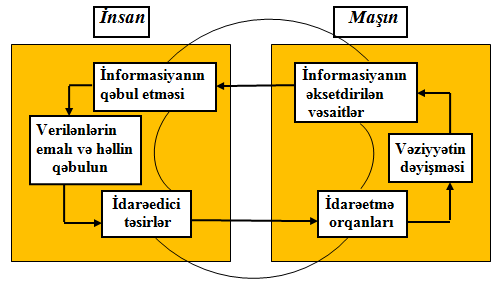 İnsan
Maşın
İnformasiyanın
qəbul etməsi
Verilənlərin
emalı və həllin
qəbulun
İdarəedici
təsirlər
İnformasiyanın
əksetdirilən
vəsaitlər
Vəziyyətin
dəyişməsi
İdarəetmə
orqanları